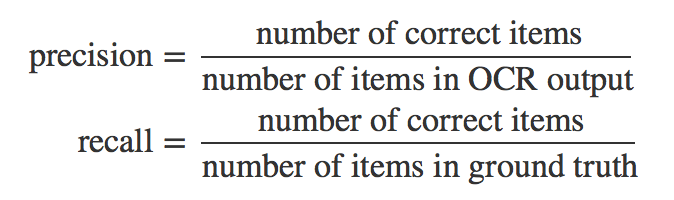 precision = number of correct items
number of items in OCR output
recall = number of correct items
number of items in ground truth